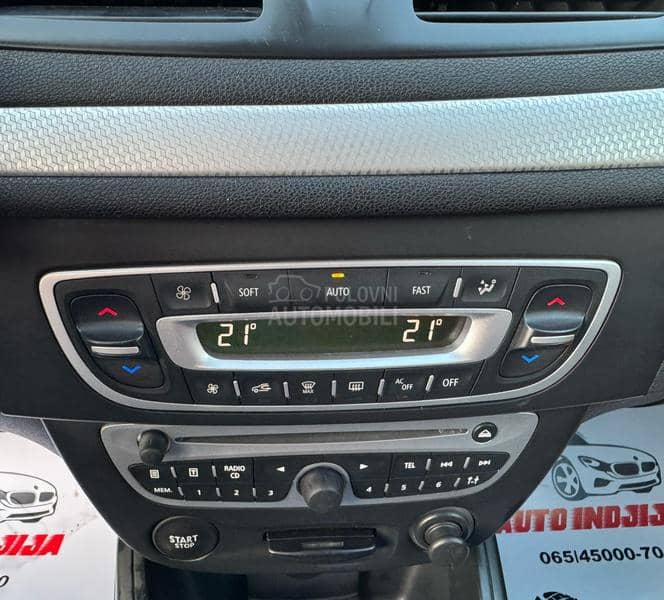 SOFT AUTO FAST
POLOVNI
AUTOMOBILI
21° 21°
MAX AC OFF OFF
RADIO CD TEL
MEM. 1 2 3 4 5 6
START
STOP
AUTO INDJIJA
065/45000-70